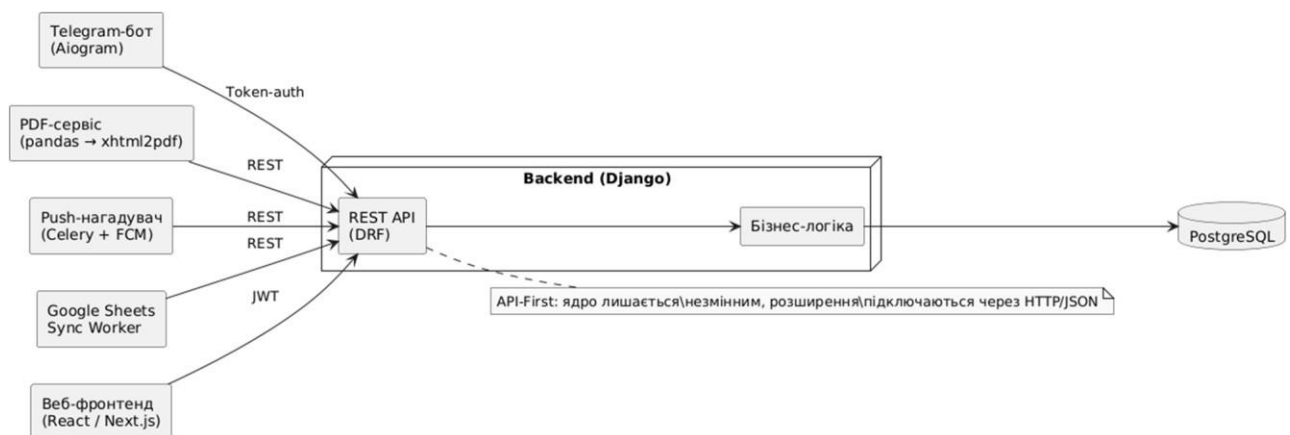 Telegram-бот
(Aiogram)
Token-auth
PDF-сервіс
(pandas → xhtml2pdf)
REST
Backend (Django)
Push-нагадувач
(Celery + FCM)
REST
REST
REST API
(DRF)
Бізнес-логіка
PostgreSQL
Google Sheets
Sync Worker
JWT
API-First: ядро лишається\незмінним, розширення\підключаються через HTTP/JSON
Веб-фронтенд
(React / Next.js)